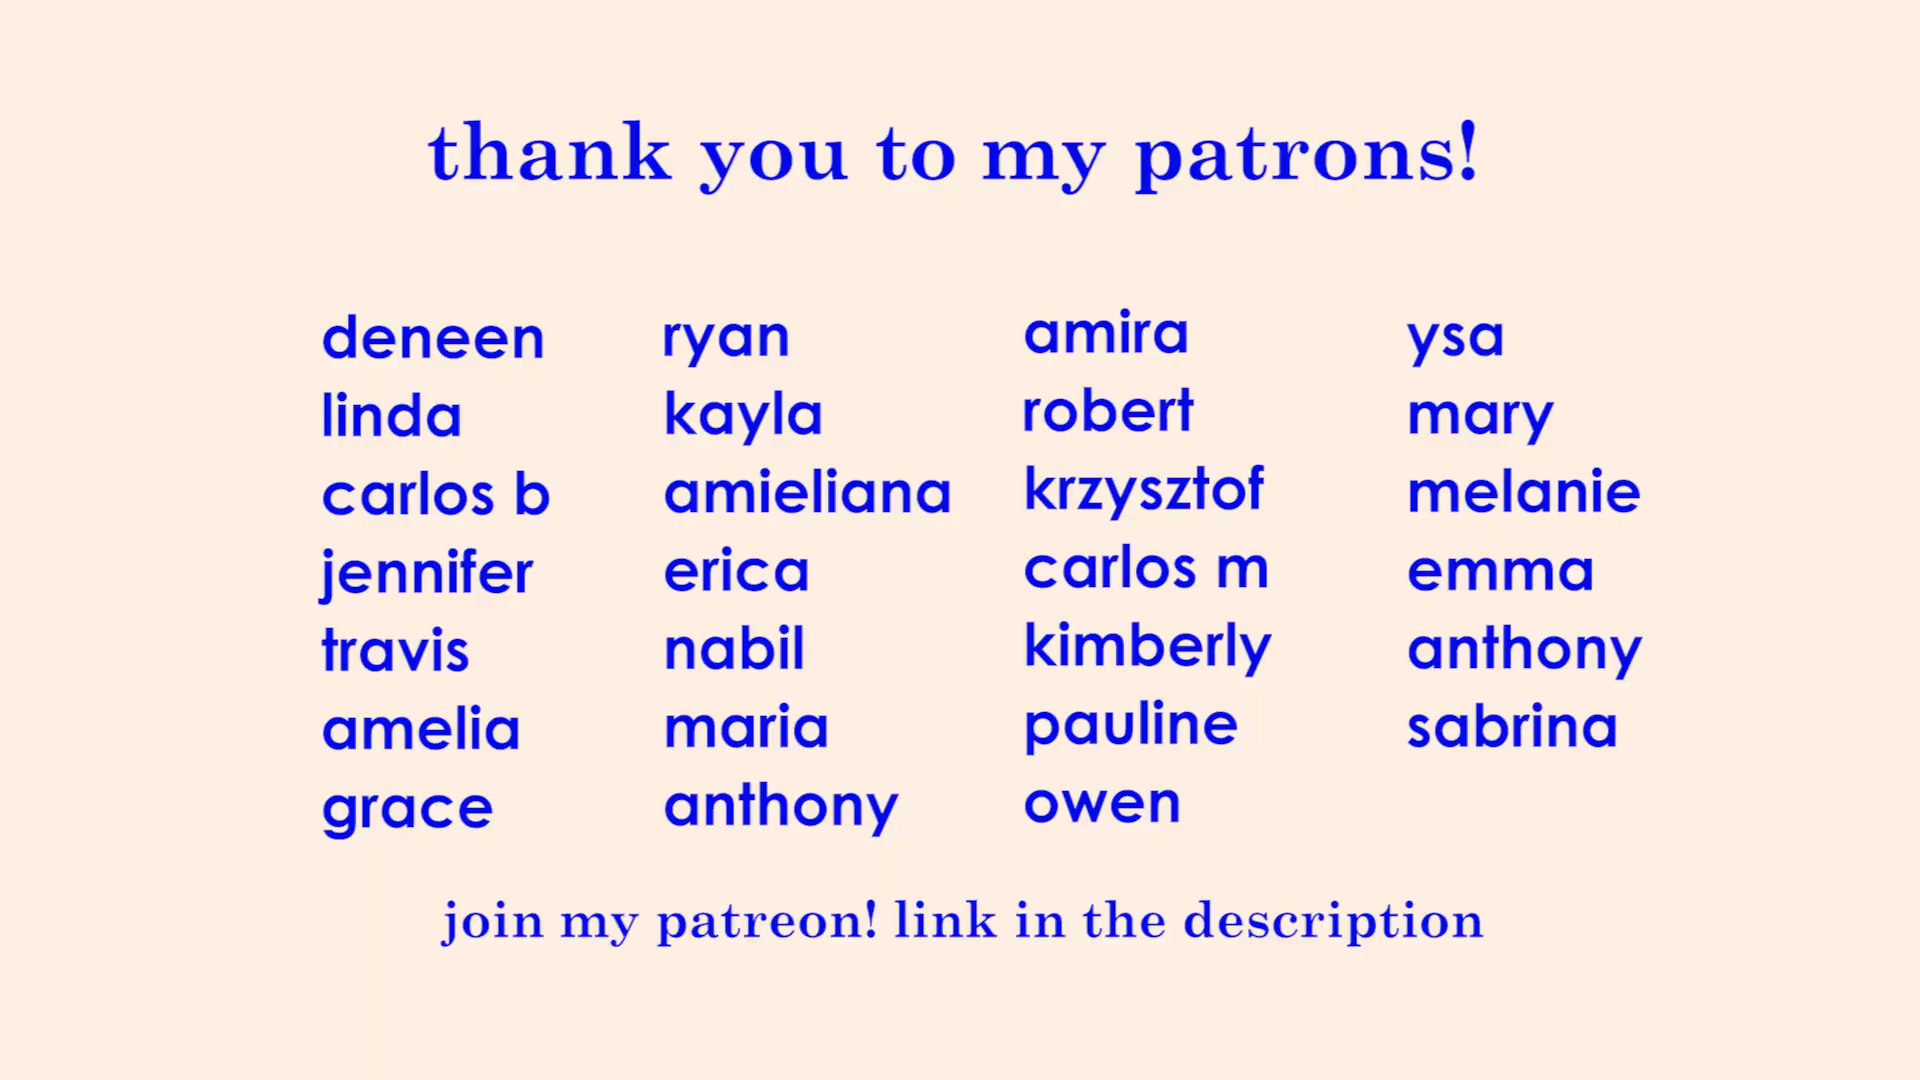 thank you to my patrons!
deneen
linda
carlos b
jennifer
travis
amelia
grace
ryan
kayla
amieliana
erica
nabil
maria
anthony
amira
robert
krzysztof
carlos m
kimberly
pauline
owen
ysa
mary
melanie
emma
anthony
sabrina
join my patreon! link in the description